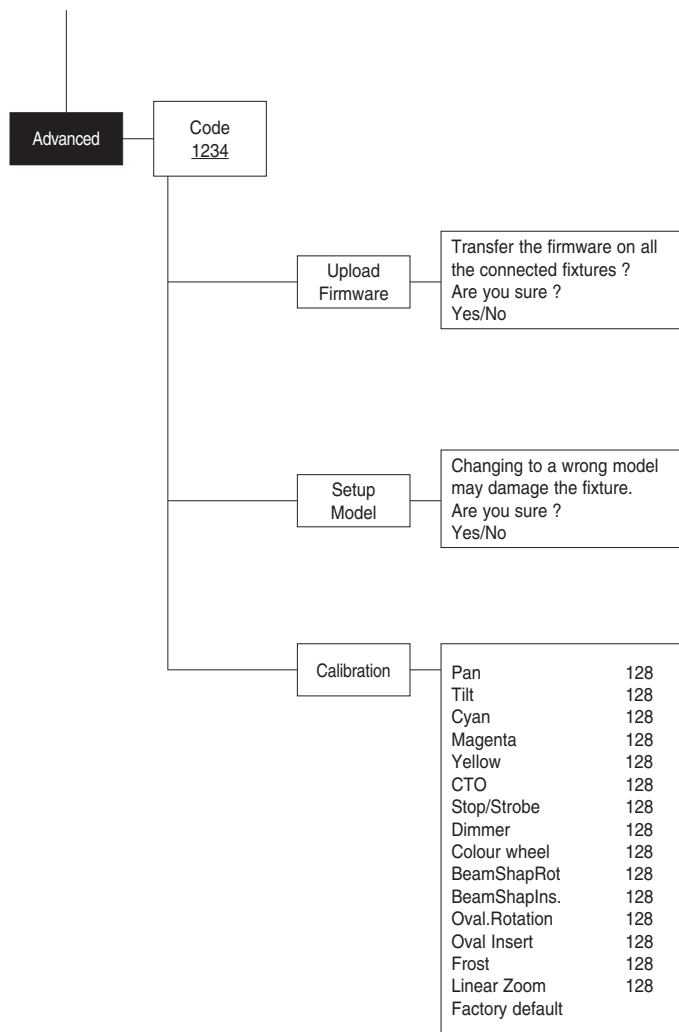 Advanced
Code
1234
Upload
Firmware
Transfer the firmware on all
the connected fixtures ?
Are you sure ?
Yes/No
Setup
Model
Changing to a wrong model
may damage the fixture.
Are you sure ?
Yes/No
Calibration
Pan 128
Tilt 128
Cyan 128
Magenta 128
Yellow 128
CTO 128
Stop/Strobe 128
Dimmer 128
Colour wheel 128
BeamShapRot 128
BeamShapIns. 128
Oval.Rotation 128
Oval Insert 128
Frost 128
Linear Zoom 128
Factory default